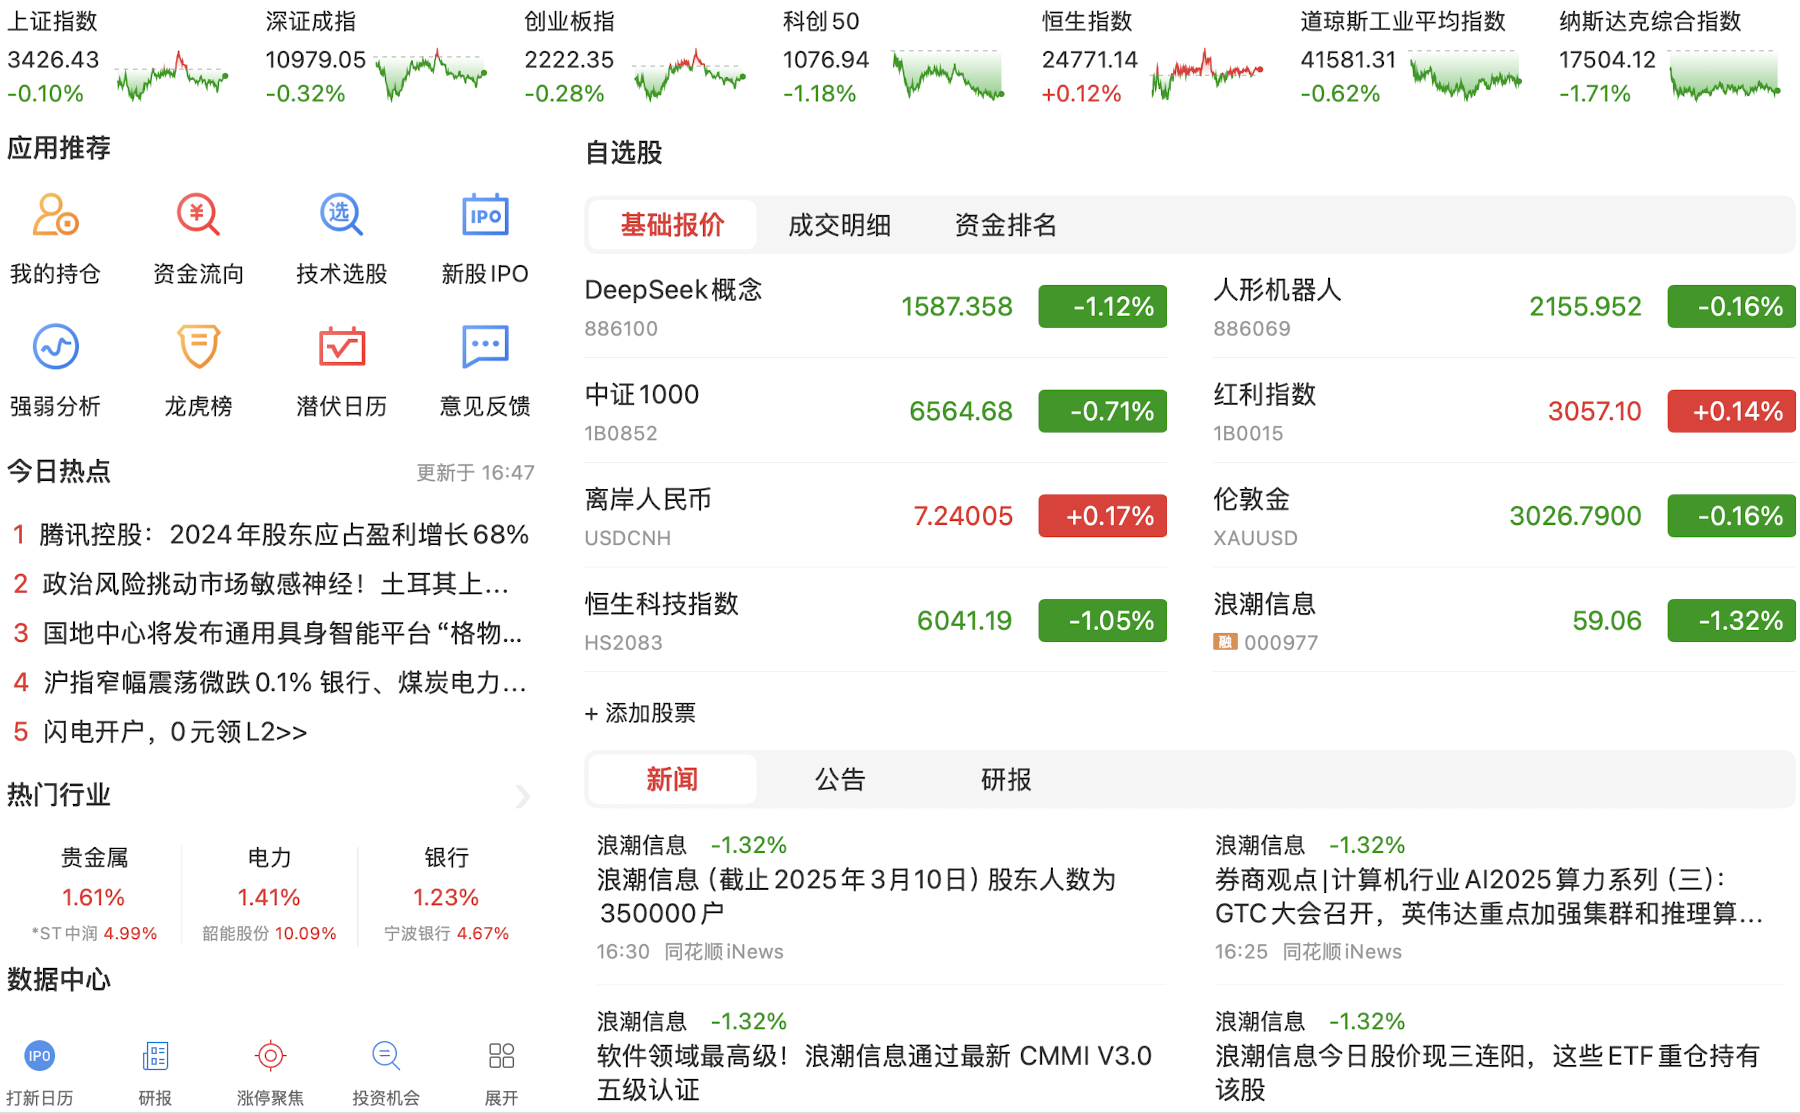 上证指数
3426.43
-0.10%
深证成指
10979.05
-0.32%
创业板指
2222.35
-0.28%
科创50
1076.94
-1.18%
恒生指数
24771.14
+0.12%
道琼斯工业平均指数
41581.31
-0.62%
纳斯达克综合指数
17504.12
-1.71%
应用推荐
我的持仓
¥
资金流向
选
技术选股
IPO
新股IPO
强弱分析
龙虎榜
潜伏日历
意见反馈
今日热点
更新于 16:47
1 腾讯控股：2024年股东应占盈利增长68%
2 政治风险挑动市场敏感神经！土耳其上...
3 国地中心将发布通用具身智能平台“格物...
4 沪指窄幅震荡微跌0.1% 银行、煤炭电力...
5 闪电开户，0元领L2>>
热门行业
贵金属
1.61%
*ST中润 4.99%
电力
1.41%
韶能股份 10.09%
银行
1.23%
宁波银行 4.67%
数据中心
IPO
打新日历
研报
涨停聚焦
投资机会
展开
自选股
基础报价 成交明细 资金排名
DeepSeek概念
886100
1587.358
-1.12%
人形机器人
886069
2155.952
-0.16%
中证1000
1B0852
6564.68
-0.71%
红利指数
1B0015
3057.10
+0.14%
离岸人民币
USDCNH
7.24005
+0.17%
伦敦金
XAUUSD
3026.7900
-0.16%
恒生科技指数
HS2083
6041.19
-1.05%
浪潮信息
融 000977
59.06
-1.32%
+ 添加股票
新闻 公告 研报
浪潮信息 -1.32%
浪潮信息（截止2025年3月10日）股东人数为
350000户
16:30 同花顺iNews
浪潮信息 -1.32%
券商观点|计算机行业AI2025算力系列（三）：
GTC大会召开，英伟达重点加强集群和推理算...
16:25 同花顺iNews
浪潮信息 -1.32%
软件领域最高级！浪潮信息通过最新 CMMI V3.0
五级认证
浪潮信息 -1.32%
浪潮信息今日股价现三连阳，这些ETF重仓持有
该股